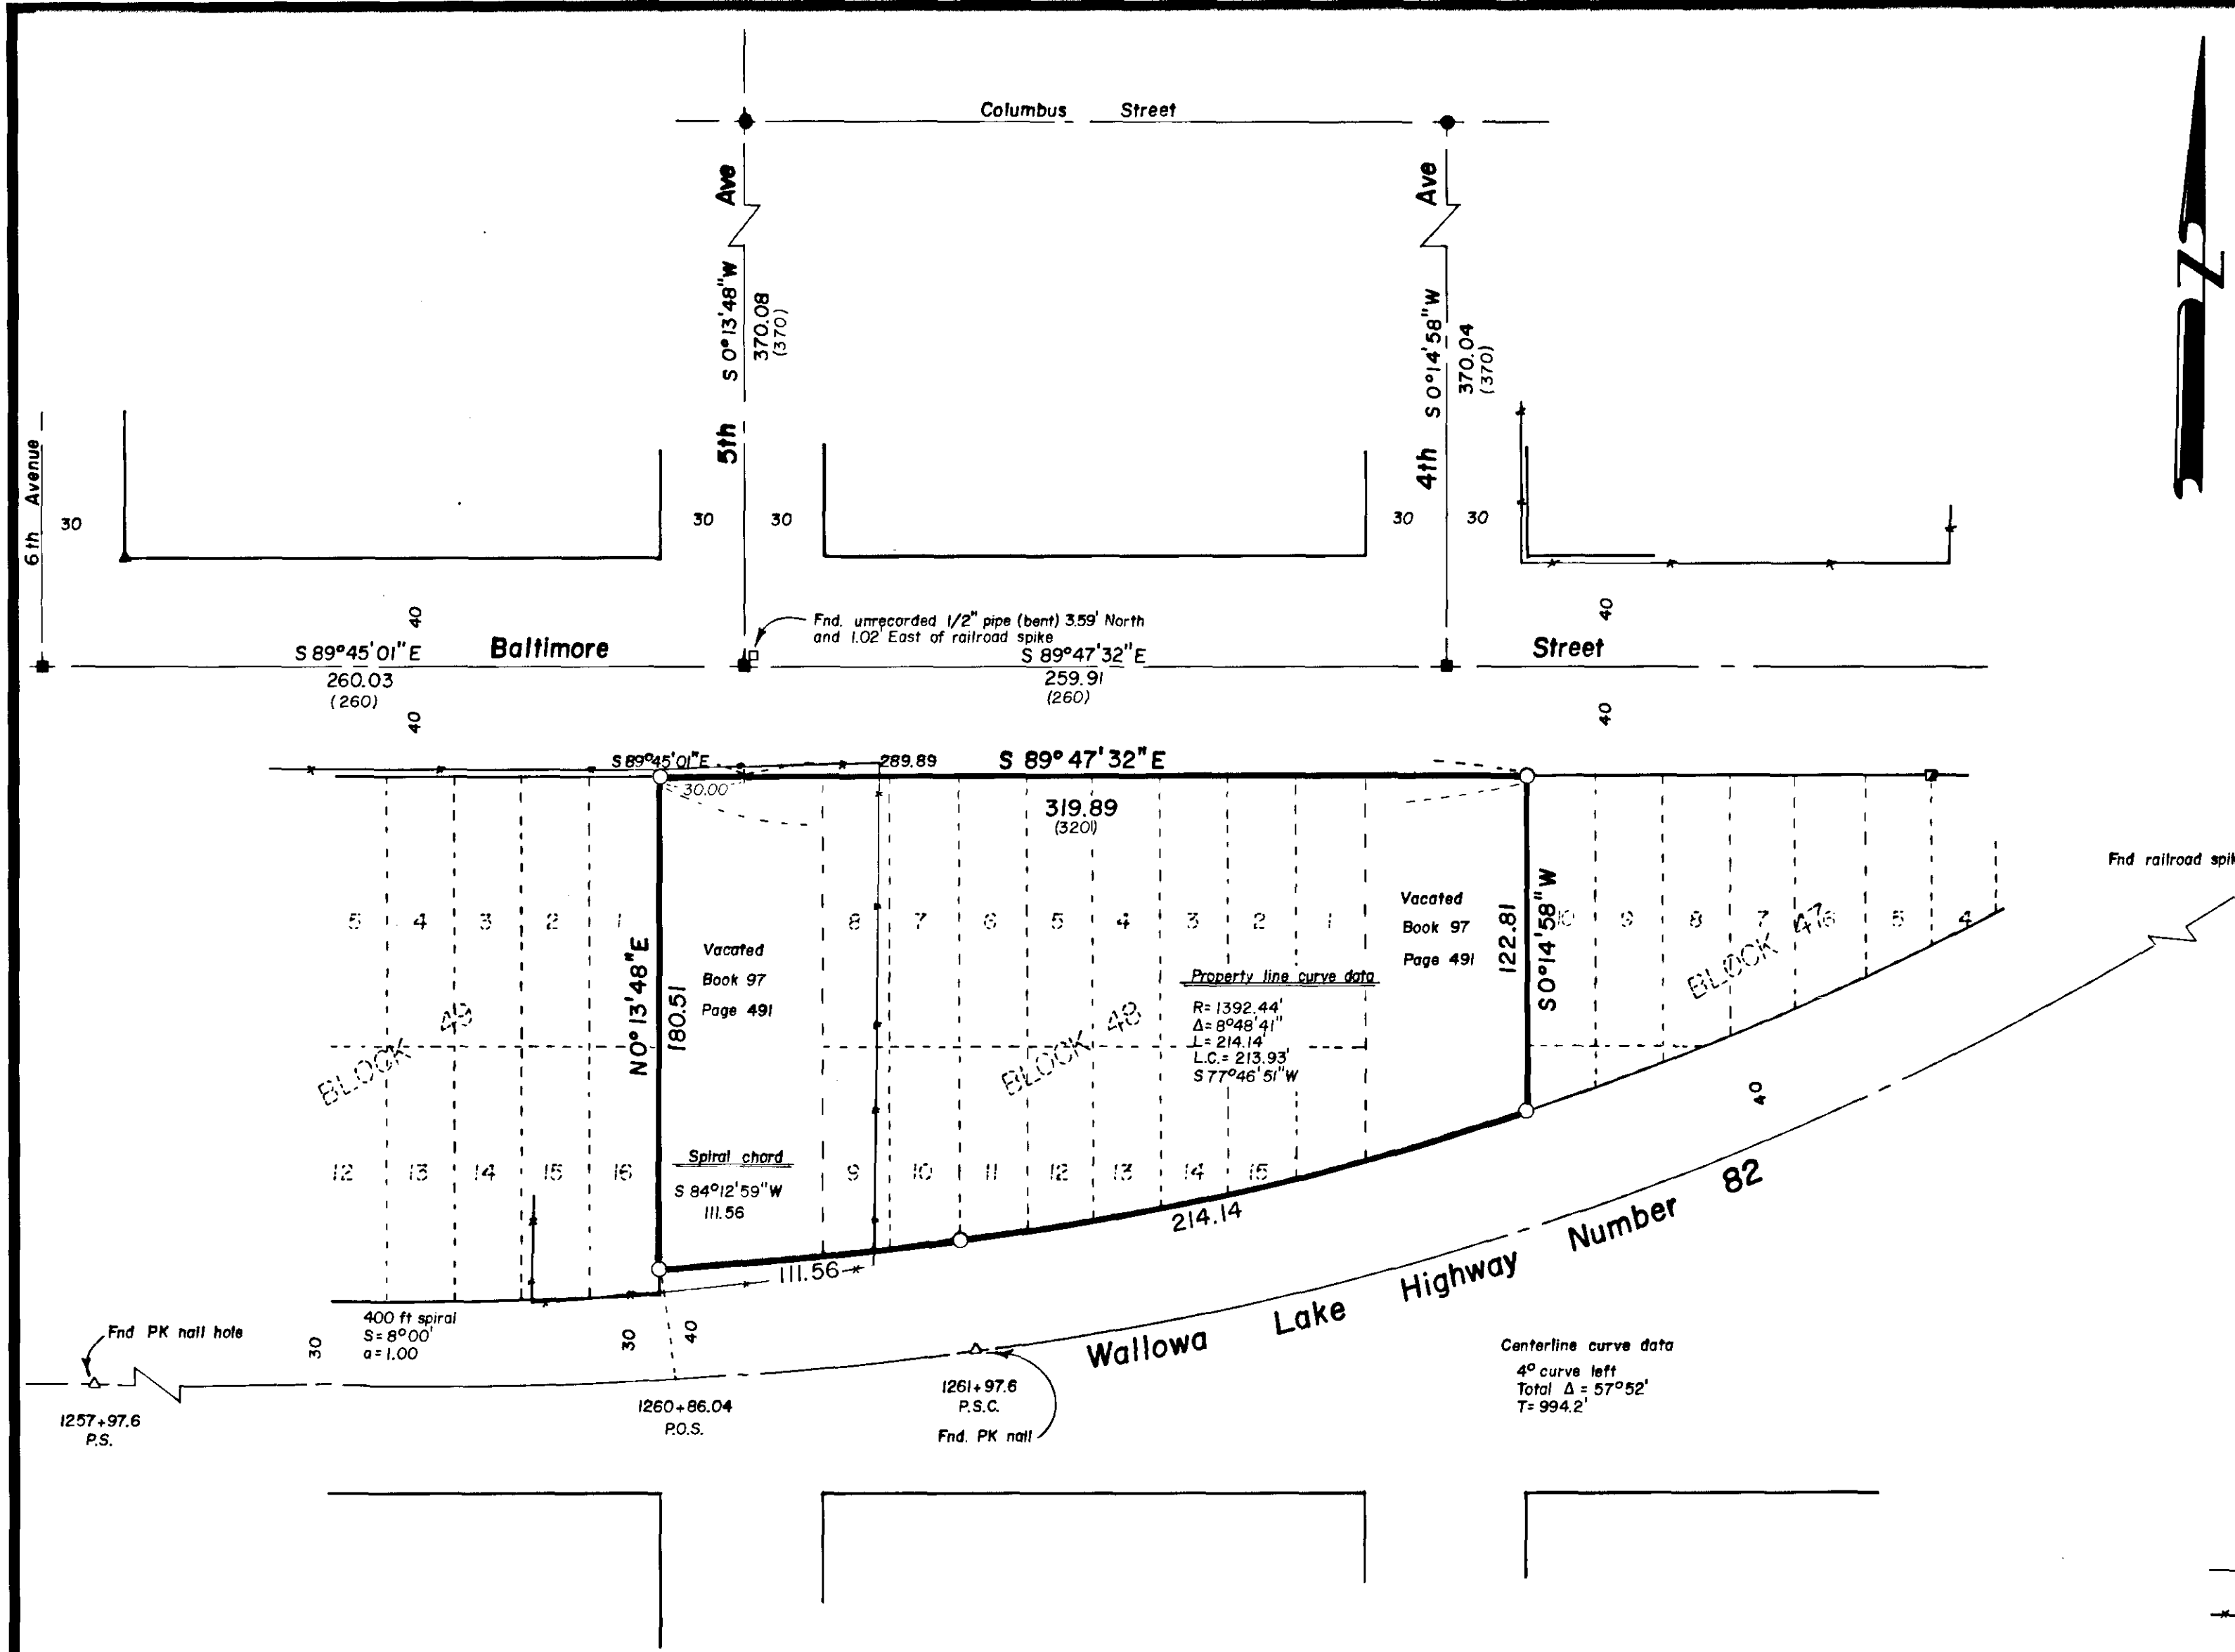 Columbus Street
Ave
Ave
S 0°13'48"W
370.08
(370)
S 0°14'58"W
370.04
(370)
N
6th Avenue
5th
4th
30
30
30
30
30
40
40
Fnd. unrecorded 1/2" pipe (bent) 3.59' North
and 1.02' East of railroad spike
S 89°45'01"E
Baltimore
S 89°47'32"E
Street
260.03
(260)
259.91
(260)
40
40
S 89°45'01"E
289.89
S 89°47'32"E
30.00
319.89
(320)
Fnd railroad spik
5 4 3 2 1
8 7 6 5 4 3 2 1
10 9 8 7 6 5 4
Vacated
Book 97
Page 491
Vacated
Book 97
Page 491
N 0°13'48"E
180.51
122.81
S 0°14'58"W
BLOCK 49
BLOCK 48
BLOCK 47
Property line curve data
R= 1392.44'
Δ= 8°48'41"
L= 214.14'
L.C.= 213.93'
S 77°46'51"W
40
12 13 14 15 16
Spiral chord
S 84°12'59"W
111.56
9 10 11 12 13 14 15
214.14
111.56
Wallowa Lake Highway Number 82
400 ft spiral
S= 8°00'
a= 1.00
30
30
40
Fnd PK nail hole
1257+97.6
P.S.
1260+86.04
P.O.S.
1261+97.6
P.S.C.
Fnd. PK nail
Centerline curve data
4° curve left
Total Δ = 57°52'
T= 994.2'